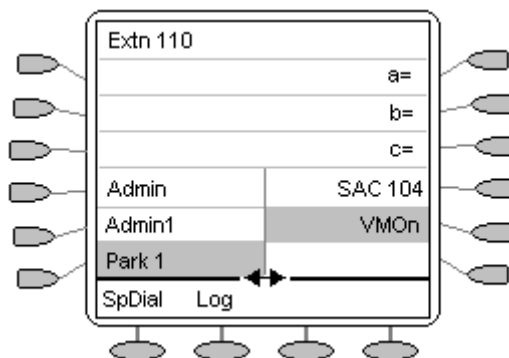 Extn 110
a=
b=
c=
Admin SAC 104
Admin1 VMOn
Park 1
SpDial Log